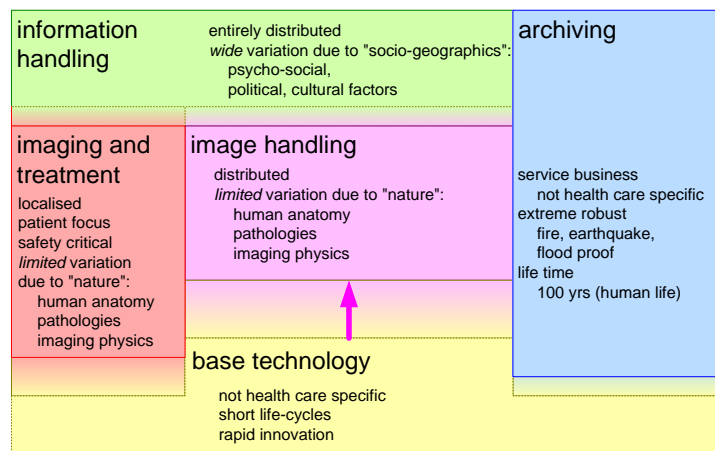 information
handling
entirely distributed
wide variation due to "socio-geographics":
psycho-social,
political, cultural factors
archiving
service business
not health care specific
extreme robust
fire, earthquake,
flood proof
life time
100 yrs (human life)
imaging and
treatment
localised
patient focus
safety critical
limited variation
due to "nature":
human anatomy
pathologies
imaging physics
image handling
distributed
limited variation due to "nature":
human anatomy
pathologies
imaging physics
base technology
not health care specific
short life-cycles
rapid innovation